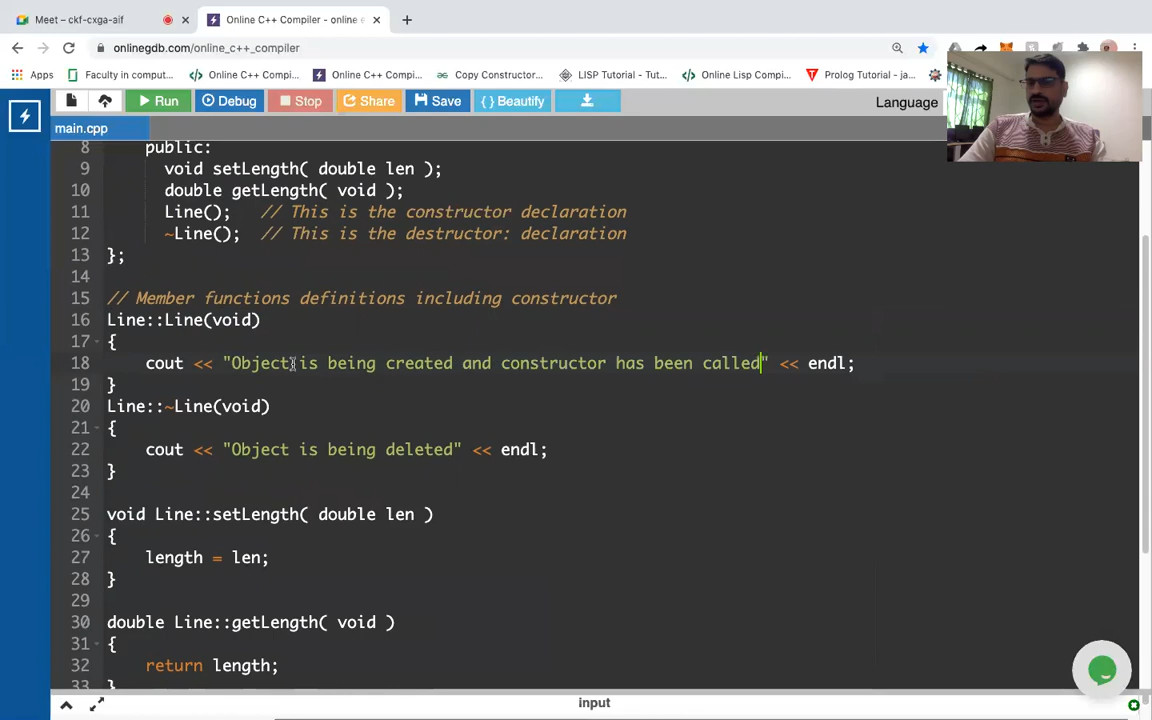 Meet – ckf-cxga-aif
Online C++ Compiler - online e
onlinegdb.com/online_c++_compiler
Apps
Faculty in comput...
Online C++ Compi...
Online C++ Compi...
Copy Constructor...
LISP Tutorial - Tut...
Online Lisp Compi...
Prolog Tutorial - ja...
Run
Debug
Stop
Share
Save
{ } Beautify
Language
main.cpp
8 public:
9 void setLength( double len );
10 double getLength( void );
11 Line(); // This is the constructor declaration
12 ~Line(); // This is the destructor: declaration
13 };
14
15 // Member functions definitions including constructor
16 Line::Line(void)
17 {
18 cout << "Object is being created and constructor has been called" << endl;
19 }
20 Line::~Line(void)
21 {
22 cout << "Object is being deleted" << endl;
23 }
24
25 void Line::setLength( double len )
26 {
27 length = len;
28 }
29
30 double Line::getLength( void )
31 {
32 return length;
33 }
input